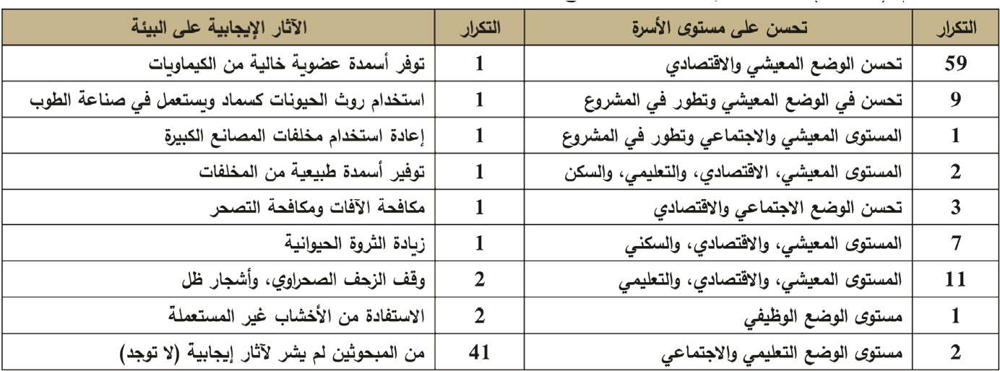 التكرار تحسن على مستوى الأسرة التكرار الآثار الإيجابية على البيئة
59 تحسن الوضع المعيشي والاقتصادي 1 توفر أسمدة عضوية خالية من الكيماويات
9 تحسن في الوضع المعيشي وتطور في المشروع 1 استخدام روث الحيونات كسماد ويستعمل في صناعة الطوب
1 المستوى المعيشي والاجتماعي وتطور في المشروع 1 إعادة استخدام مخلفات المصانع الكبيرة
2 المستوى المعيشي، الاقتصادي، والتعليمي، والسكن 1 توفير أسمدة طبيعية من المخلفات
3 تحسن الوضع الاجتماعي والاقتصادي 1 مكافحة الآفات ومكافحة التصحر
7 المستوى المعيشي، والاقتصادي، والسكني 1 زيادة الثروة الحيوانية
11 المستوى المعيشي، والاقتصادي، والتعليمي 2 وقف الزحف الصحراوي، وأشجار ظل
1 مستوى الوضع الوظيفي 2 الاستفادة من الأخشاب غير المستعملة
2 مستوى الوضع التعليمي والاجتماعي 41 من المبحوثين لم يشر لآثار إيجابية (لا توجد)